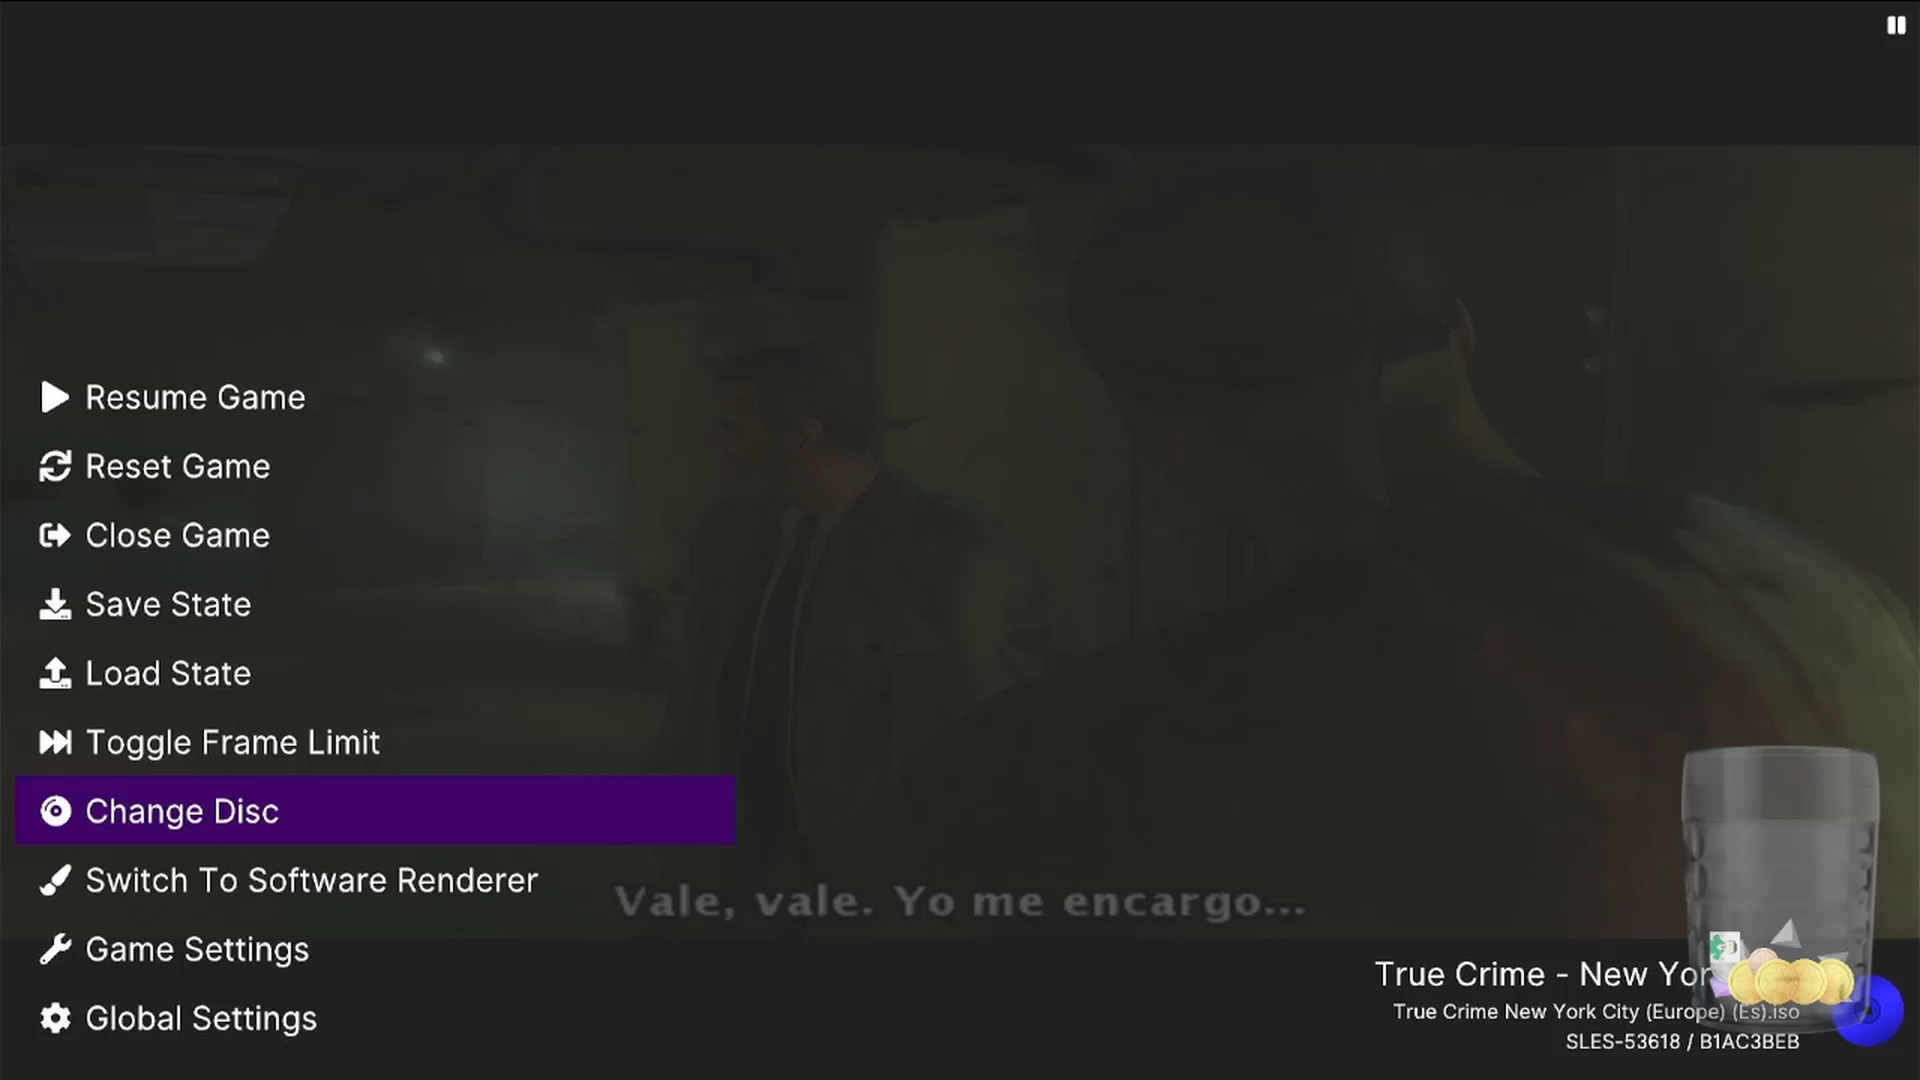 Resume Game
Reset Game
Close Game
Save State
Load State
Toggle Frame Limit
Change Disc
Switch To Software Renderer
Game Settings
Global Settings
Vale, vale. Yo me encargo...
True Crime - New Yor
True Crime New York City (Europe) (Es).iso
SLES-53618 / B1AC3BEB